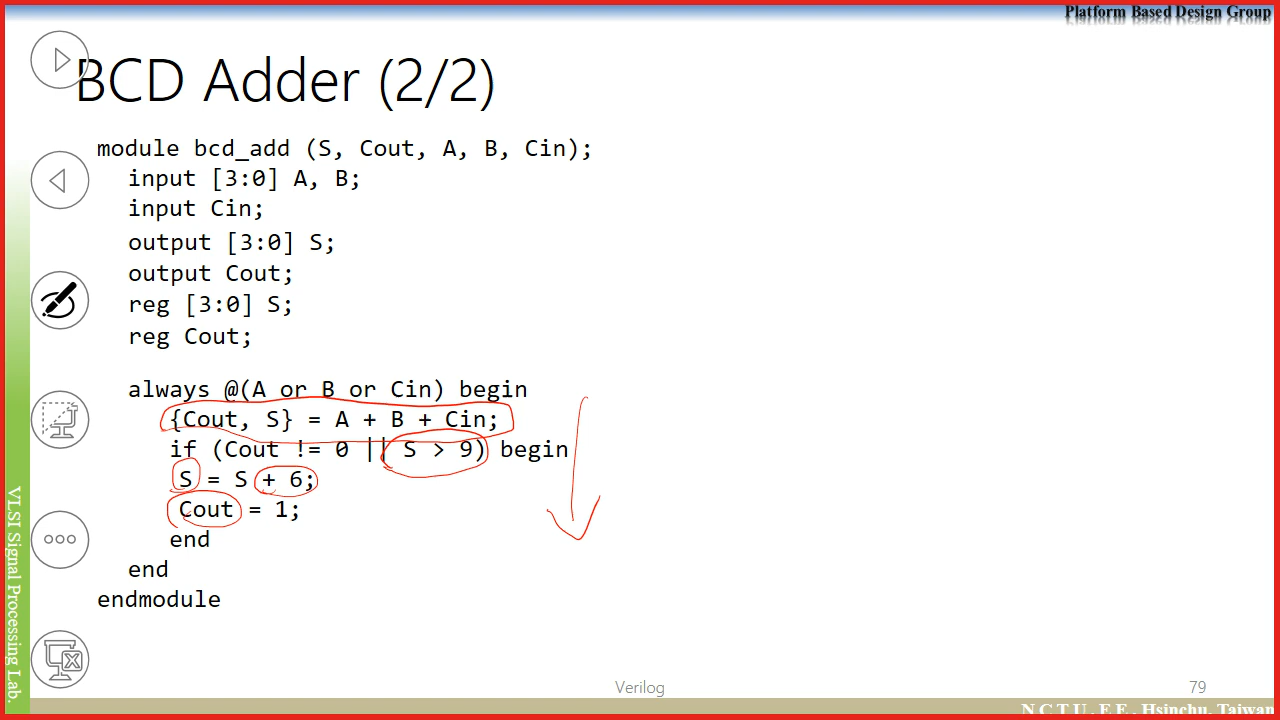 Platform Based Design Group
BCD Adder (2/2)
module bcd_add (S, Cout, A, B, Cin);
input [3:0] A, B;
input Cin;
output [3:0] S;
output Cout;
reg [3:0] S;
reg Cout;
always @(A or B or Cin) begin
{Cout, S} = A + B + Cin;
if (Cout != 0 || S > 9) begin
S = S + 6;
Cout = 1;
end
end
endmodule
VLSI Signal Processing Lab.
Verilog
79
N C T U. E E, Hsinchu, Taiwan